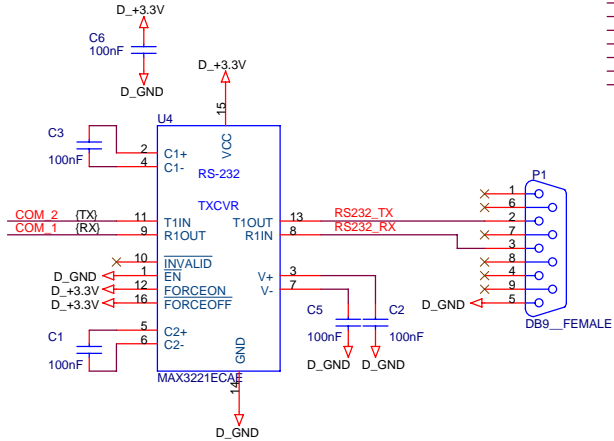 D_+3.3V
C6
100nF
D_GND
D_+3.3V
15
U4
VCC
C3
100nF
2
C1+
4
C1-
RS-232
TXCVR
COM_2 {TX}
11
T1IN
T1OUT
13
RS232_TX
COM_1 {RX}
9
R1OUT
R1IN
8
RS232_RX
10
INVALID
D_GND
1
EN
D_+3.3V
12
FORCEON
D_+3.3V
16
FORCEOFF
V+
3
V-
7
C5
100nF
C2
100nF
D_GND
D_GND
C1
100nF
5
C2+
6
C2-
GND
MAX3221ECAE
14
D_GND
P1
1
6
2
7
3
8
4
9
D_GND
5
DB9__FEMALE